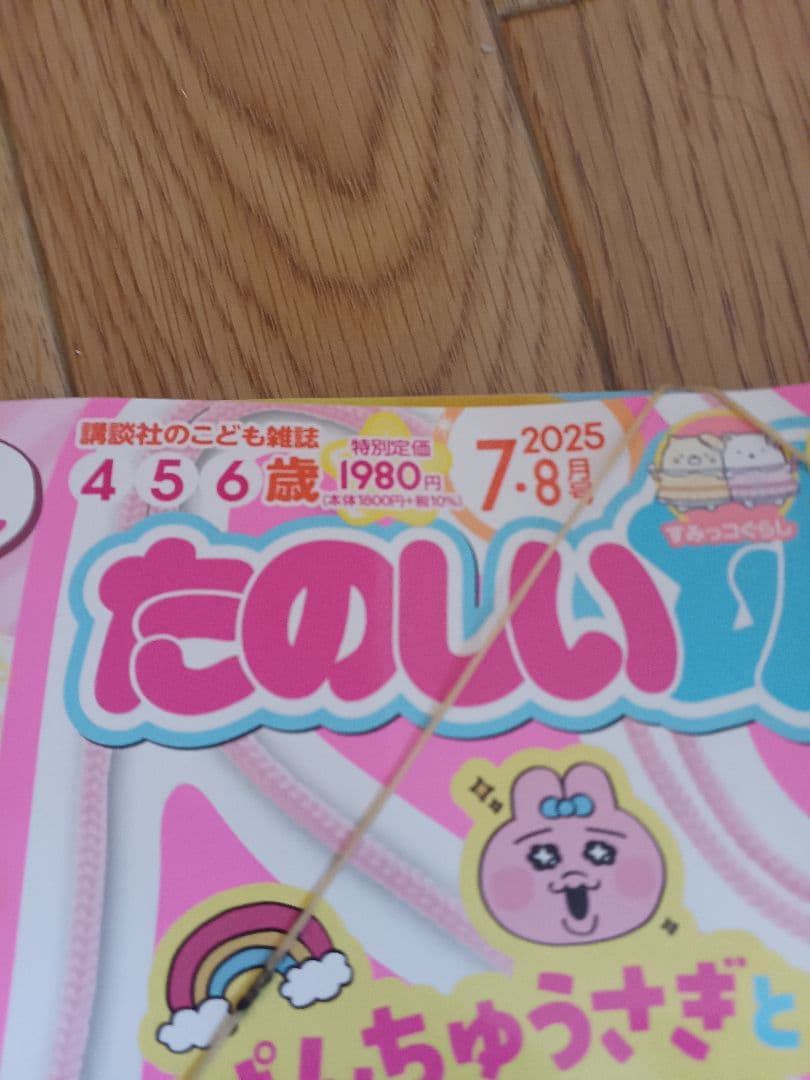 講談社のこども雑誌
4 5 6歳
特別定価
1980円
(本体1800円+税10%)
2025
7・8月号
すみっコぐらし
たのしい
ぱんちゅうさぎと